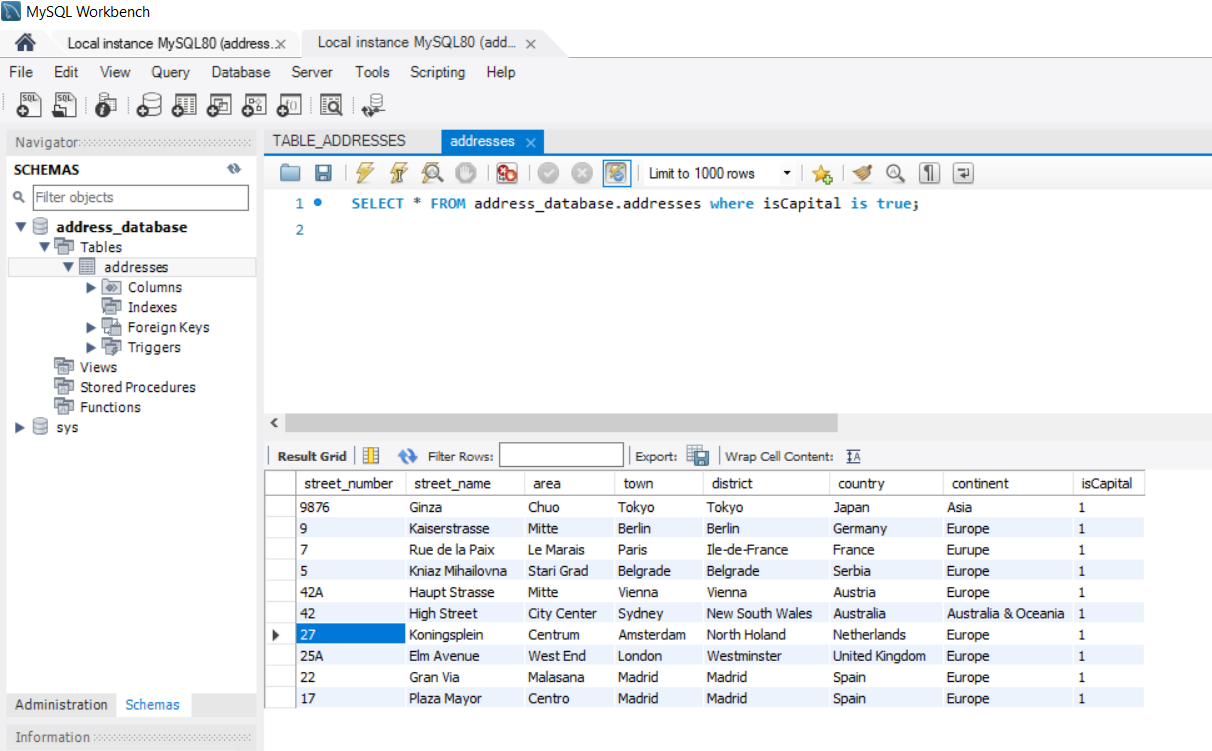 MySQL Workbench
Local instance MySQL80 (address.. Local instance MySQL80 (add...
File Edit View Query Database Server Tools Scripting Help
SQL SQL
Navigator
TABLE_ADDRESSES addresses
SCHEMAS
Limit to 1000 rows
Filter objects
1 SELECT * FROM address_database.addresses where isCapital is true;
2
address_database
Tables
addresses
Columns
Indexes
Foreign Keys
Triggers
Views
Stored Procedures
Functions
sys
Result Grid Filter Rows: Export: Wrap Cell Content:
street_number street_name area town district country continent isCapital
9876 Ginza Chuo Tokyo Tokyo Japan Asia 1
9 Kaiserstrasse Mitte Berlin Berlin Germany Europe 1
7 Rue de la Paix Le Marais Paris Ile-de-France France Europe 1
5 Kniaz Mihailovna Stari Grad Belgrade Belgrade Serbia Europe 1
42A Haupt Strasse Mitte Vienna Vienna Austria Europe 1
42 High Street City Center Sydney New South Wales Australia Australia & Oceania 1
27 Koningsplein Centrum Amsterdam North Holand Netherlands Europe 1
25A Elm Avenue West End London Westminster United Kingdom Europe 1
22 Gran Via Malasana Madrid Madrid Spain Europe 1
17 Plaza Mayor Centro Madrid Madrid Spain Europe 1
Administration Schemas
Information